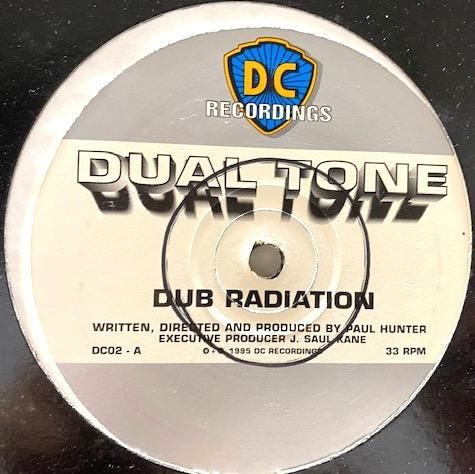 DC
RECORDINGS
DUAL TONE
DUB RADIATION
WRITTEN, DIRECTED AND PRODUCED BY PAUL HUNTER
EXECUTIVE PRODUCER J. SAUL KANE
DC02 - A ℗ + © 1995 DC RECORDINGS 33 RPM